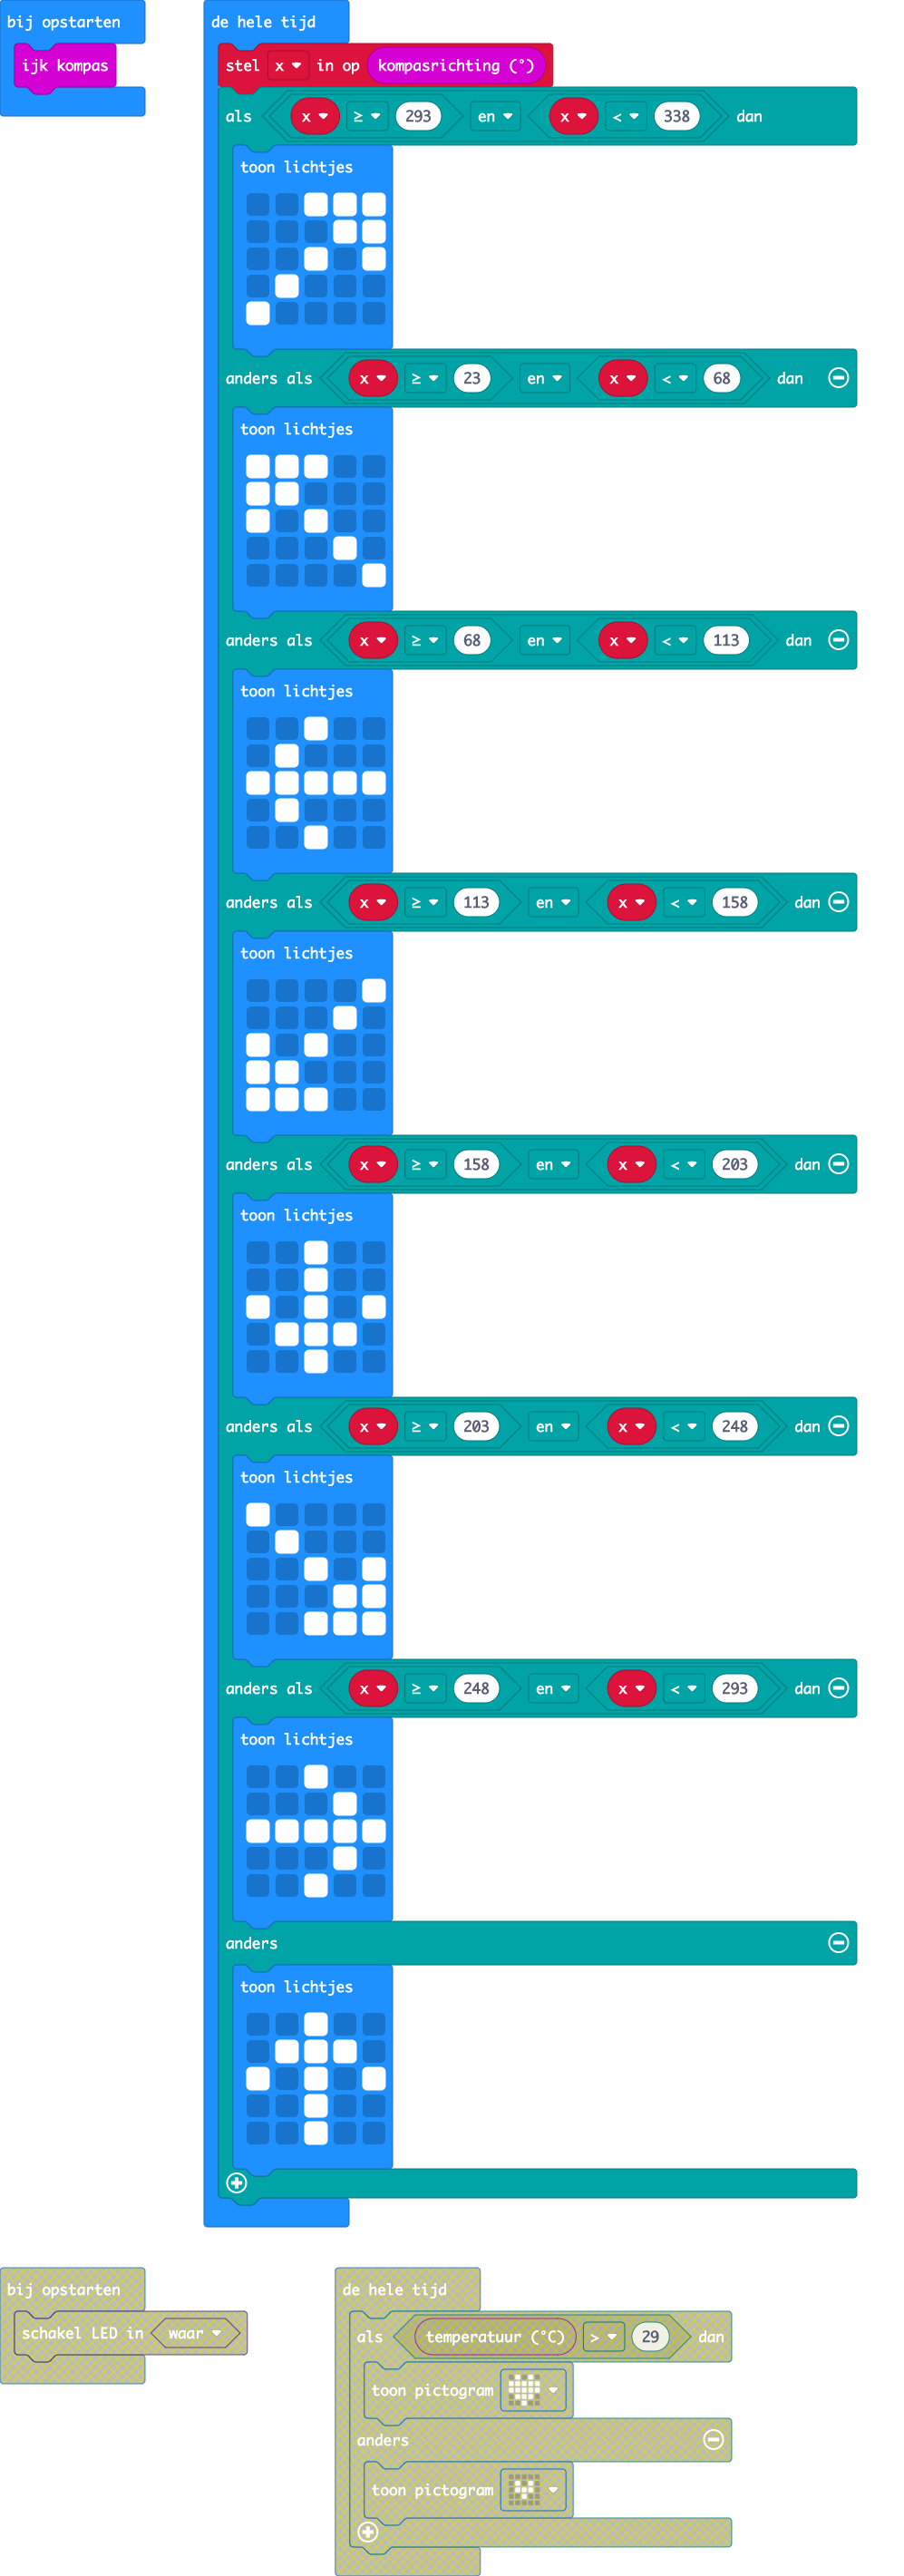 bij opstarten
ijk kompas
de hele tijd
stel x in op kompasrichting (°)
als x ≥ 293 en x < 338 dan
toon lichtjes
anders als x ≥ 23 en x < 68 dan
toon lichtjes
anders als x ≥ 68 en x < 113 dan
toon lichtjes
anders als x ≥ 113 en x < 158 dan
toon lichtjes
anders als x ≥ 158 en x < 203 dan
toon lichtjes
anders als x ≥ 203 en x < 248 dan
toon lichtjes
anders als x ≥ 248 en x < 293 dan
toon lichtjes
anders
toon lichtjes
bij opstarten
schakel LED in waar
de hele tijd
als temperatuur (°C) > 29 dan
toon pictogram
anders
toon pictogram